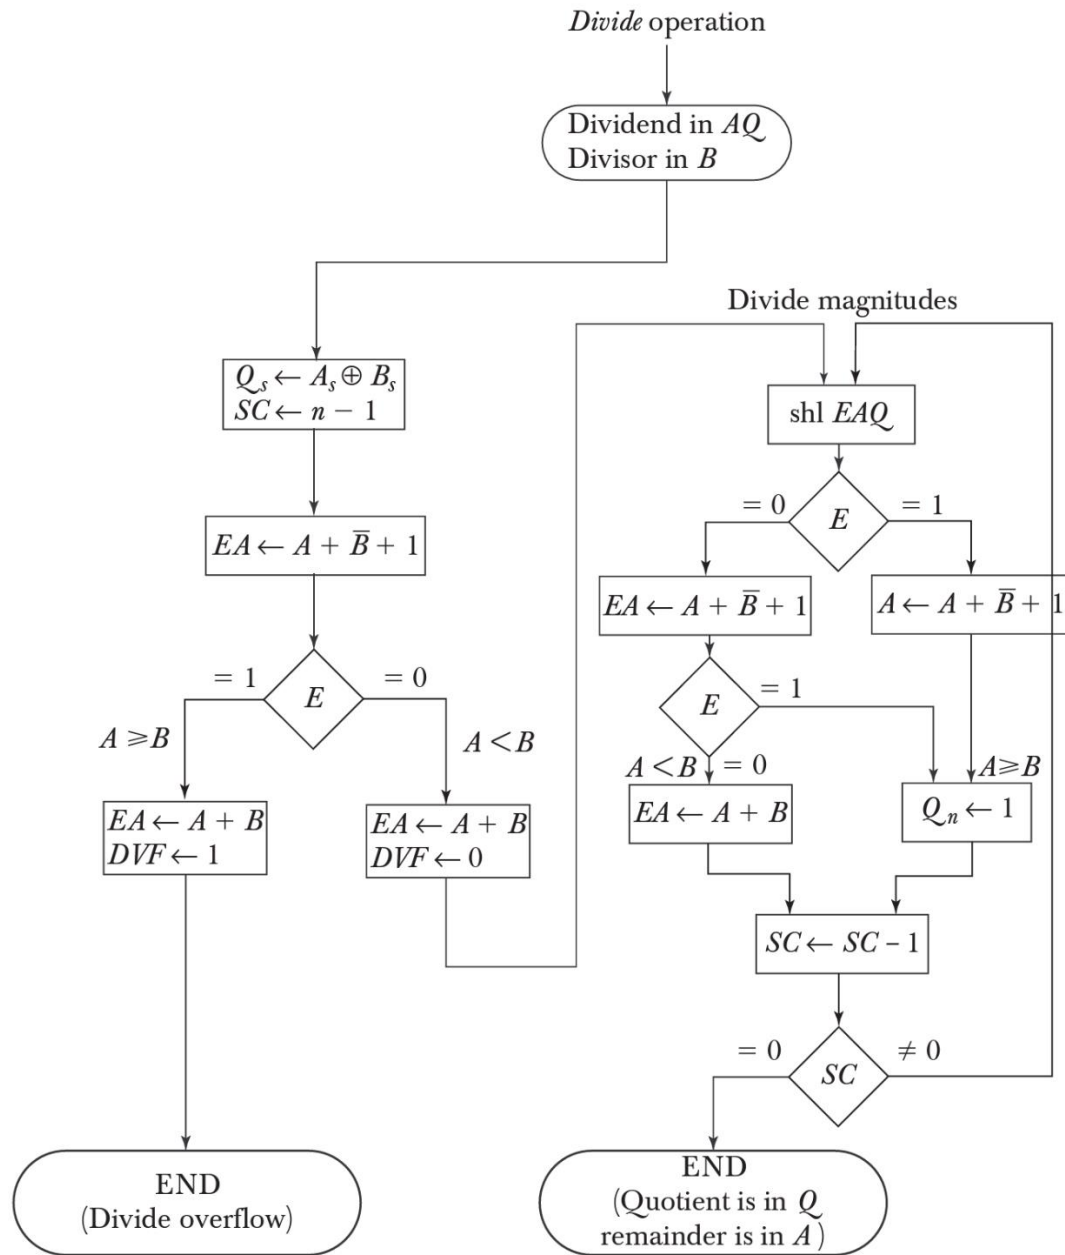 Divide operation
Dividend in AQ
Divisor in B
Divide magnitudes
Qₛ ← Aₛ ⊕ Bₛ
SC ← n − 1
shl EAQ
= 0
E
= 1
EA ← A + B̅ + 1
EA ← A + B̅ + 1
A ← A + B̅ + 1
= 1
E
= 0
E
= 1
A ⩾ B
A < B
A < B
= 0
A ⩾ B
EA ← A + B
DVF ← 1
EA ← A + B
DVF ← 0
EA ← A + B
Qₙ ← 1
SC ← SC − 1
= 0
SC
≠ 0
END
(Divide overflow)
END
(Quotient is in Q
remainder is in A)